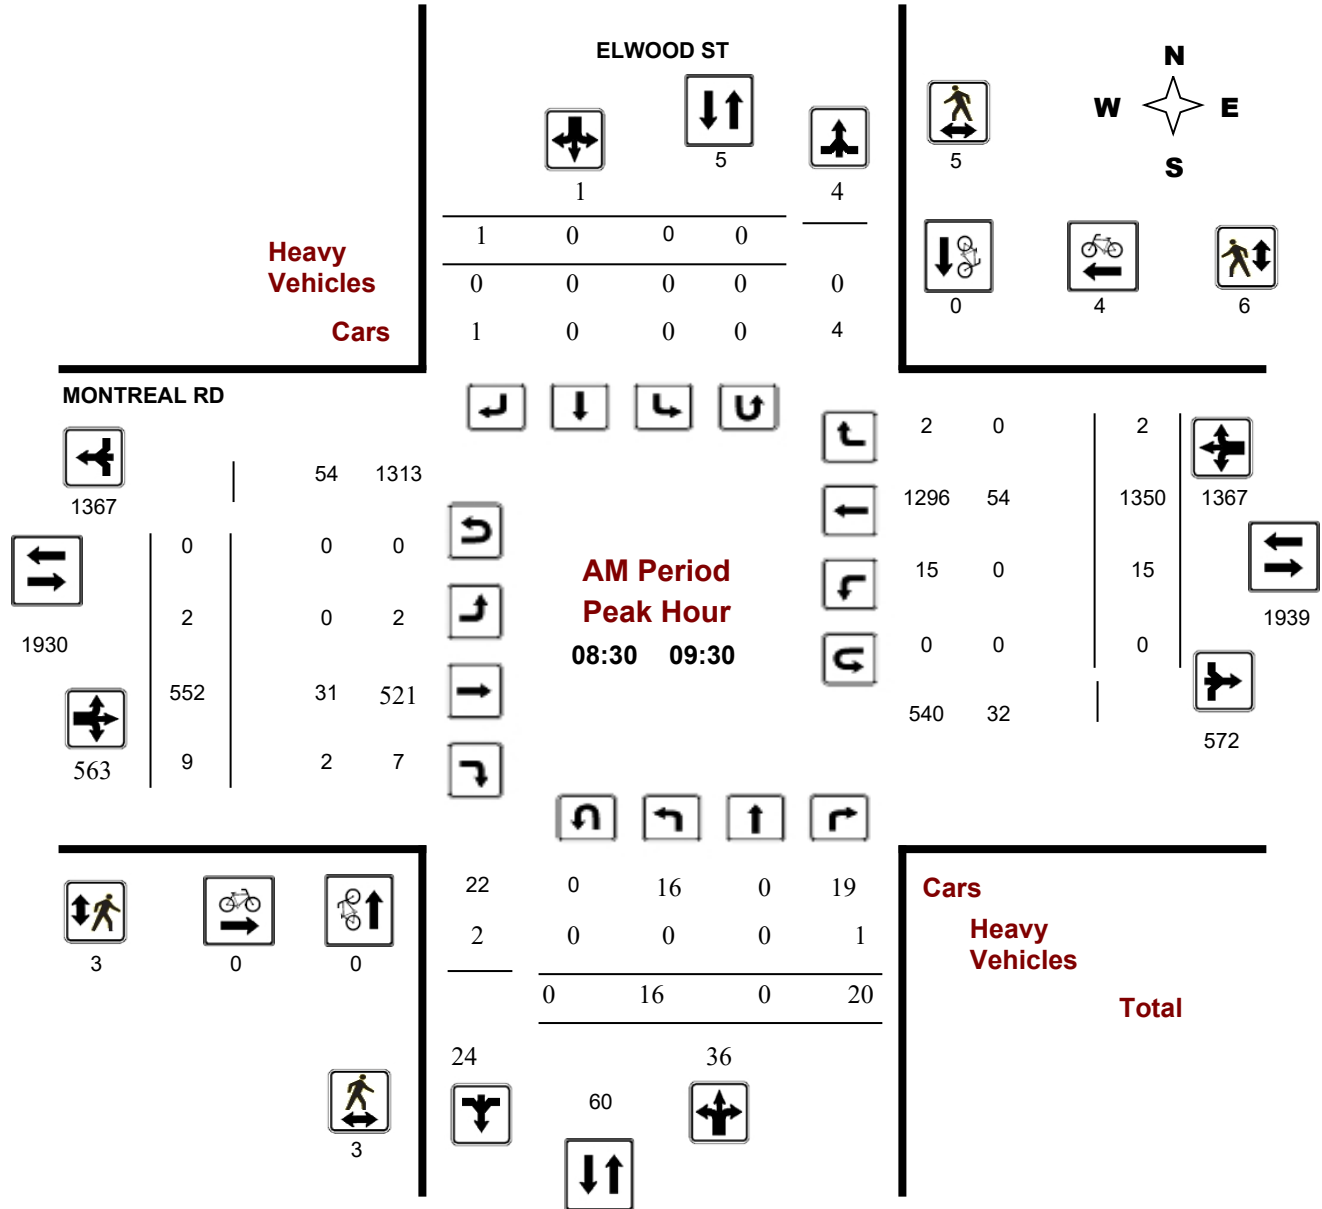 ELWOOD ST
N
W E
S
5
5
1 4
1 0 0 0
Heavy
Vehicles
0 0 0 0 0
0 4 6
Cars
1 0 0 0 4
MONTREAL RD
2 0 2
54 1313
1367
1296 54 1350 1367
0 0 0
AM Period
15 0 15
Peak Hour
2 0 2
1939
1930
08:30 09:30
0 0 0
552 31 521
540 32
572
563 9 2 7
22 0 16 0 19
Cars
2 0 0 0 1
Heavy
Vehicles
3 0 0
0 16 0 20
Total
24 36
60
3